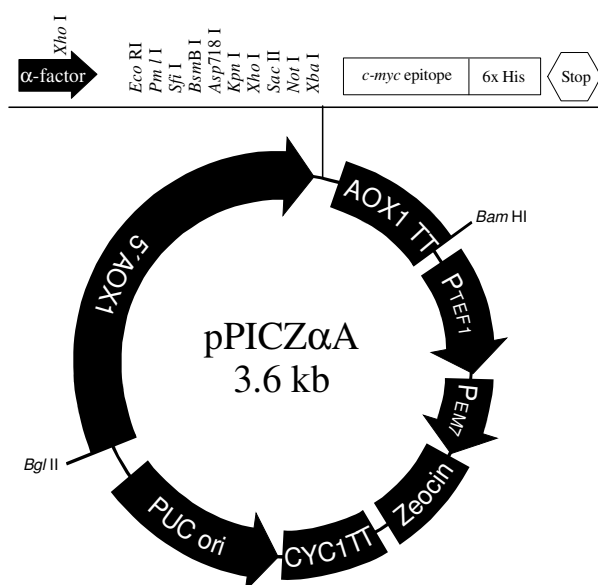 Xho I
α-factor
Eco RI
Pml I
Sfi I
BsmB I
Asp718 I
Kpn I
Xho I
Sac II
Not I
Xba I
c-myc epitope
6x His
Stop
AOX1 TT
Bam HI
PTEF1
PEM7
Zeocin
CYC1TT
PUC ori
Bgl II
5´AOX1
pPICZαA
3.6 kb